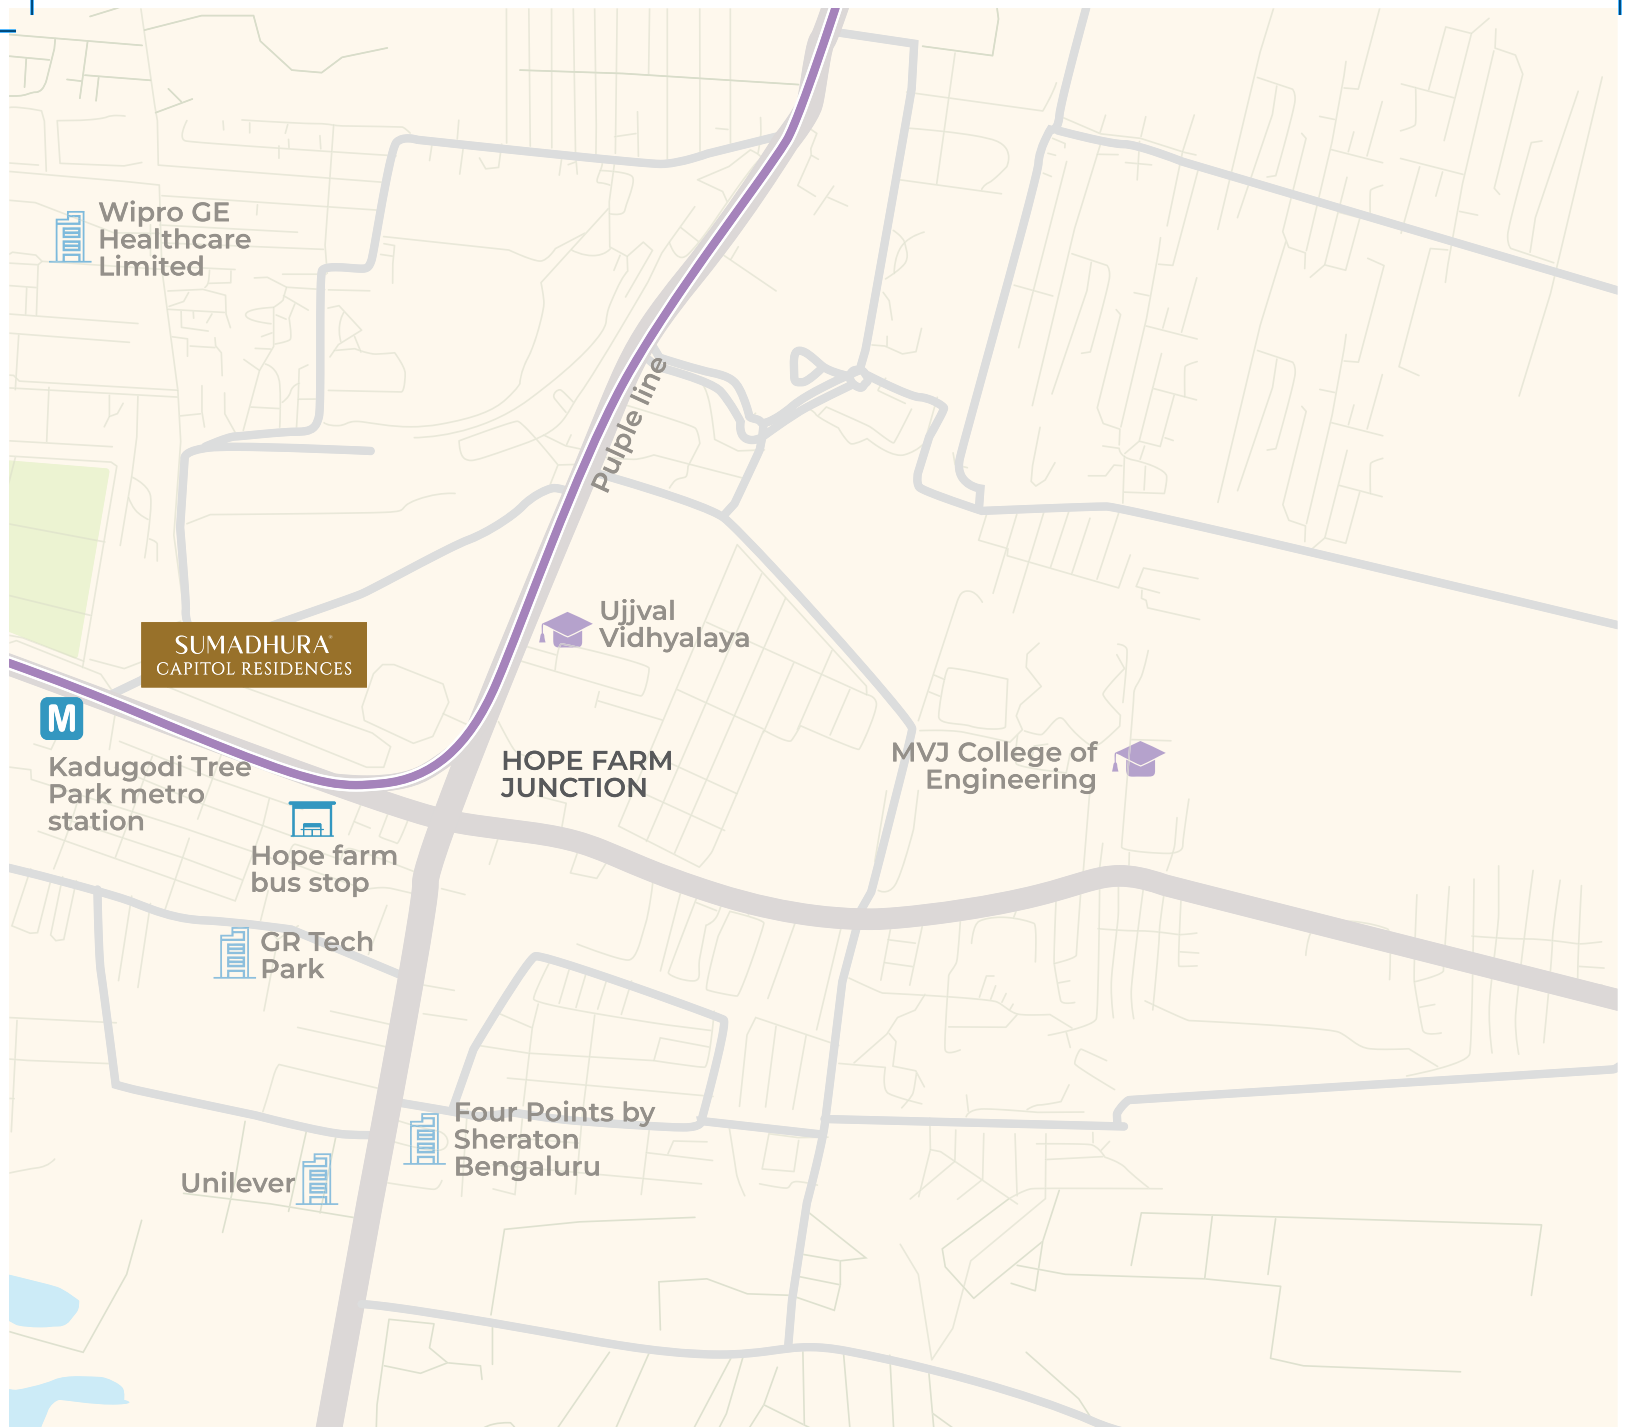 Wipro GE
Healthcare
Limited
Pulple line
Ujjval
Vidhyalaya
SUMADHURA
CAPITOL RESIDENCES
M
Kadugodi Tree
Park metro
station
HOPE FARM
JUNCTION
MVJ College of
Engineering
Hope farm
bus stop
GR Tech
Park
Four Points by
Sheraton
Bengaluru
Unilever